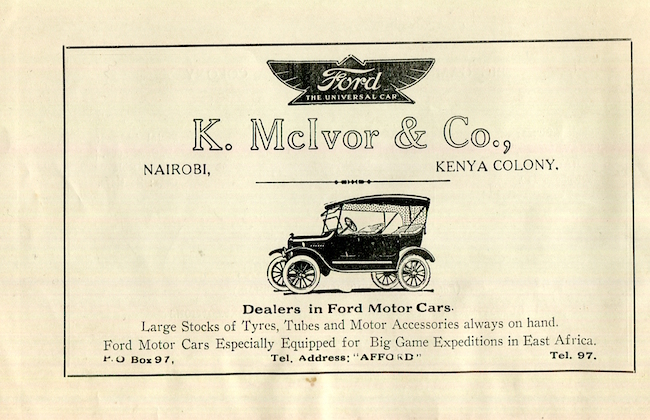 Ford
THE UNIVERSAL CAR
K. McIvor & Co.,
NAIROBI, KENYA COLONY.
Dealers in Ford Motor Cars.
Large Stocks of Tyres, Tubes and Motor Accessories always on hand.
Ford Motor Cars Especially Equipped for Big Game Expeditions in East Africa.
P.O Box 97, Tel. Address: "AFFORD" Tel. 97.